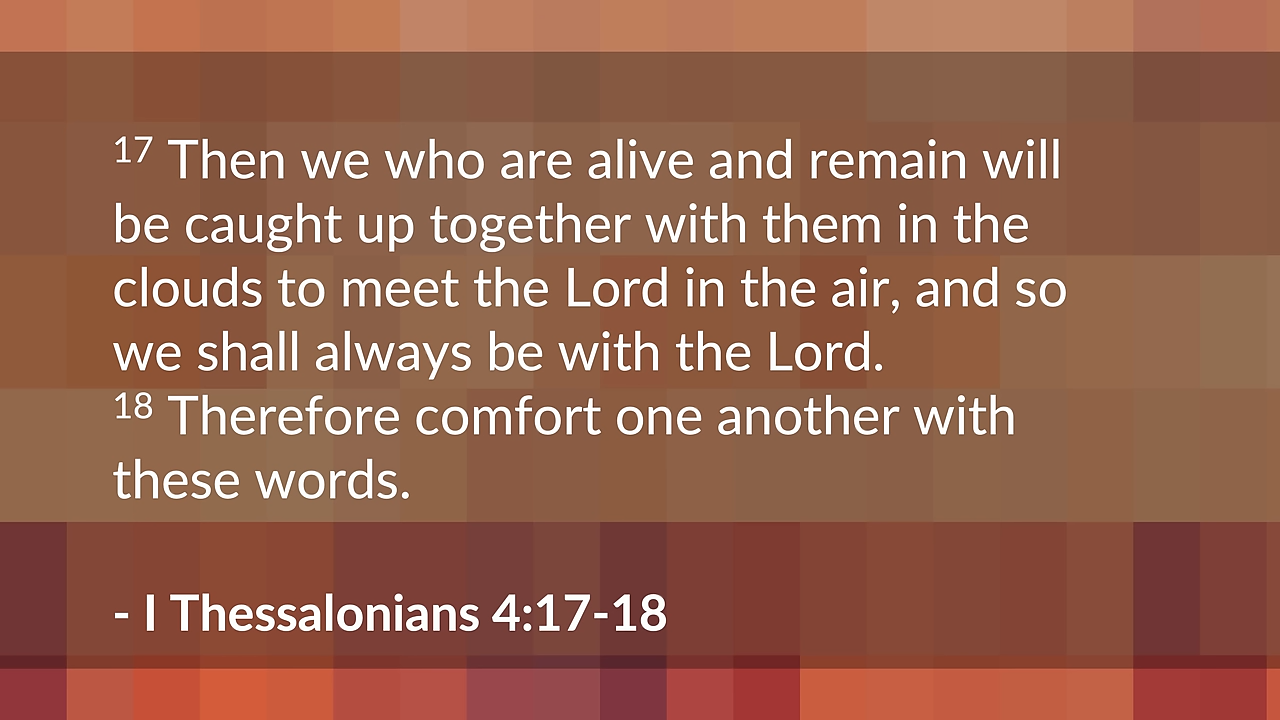 17 Then we who are alive and remain will
be caught up together with them in the
clouds to meet the Lord in the air, and so
we shall always be with the Lord.
18 Therefore comfort one another with
these words.
- I Thessalonians 4:17-18